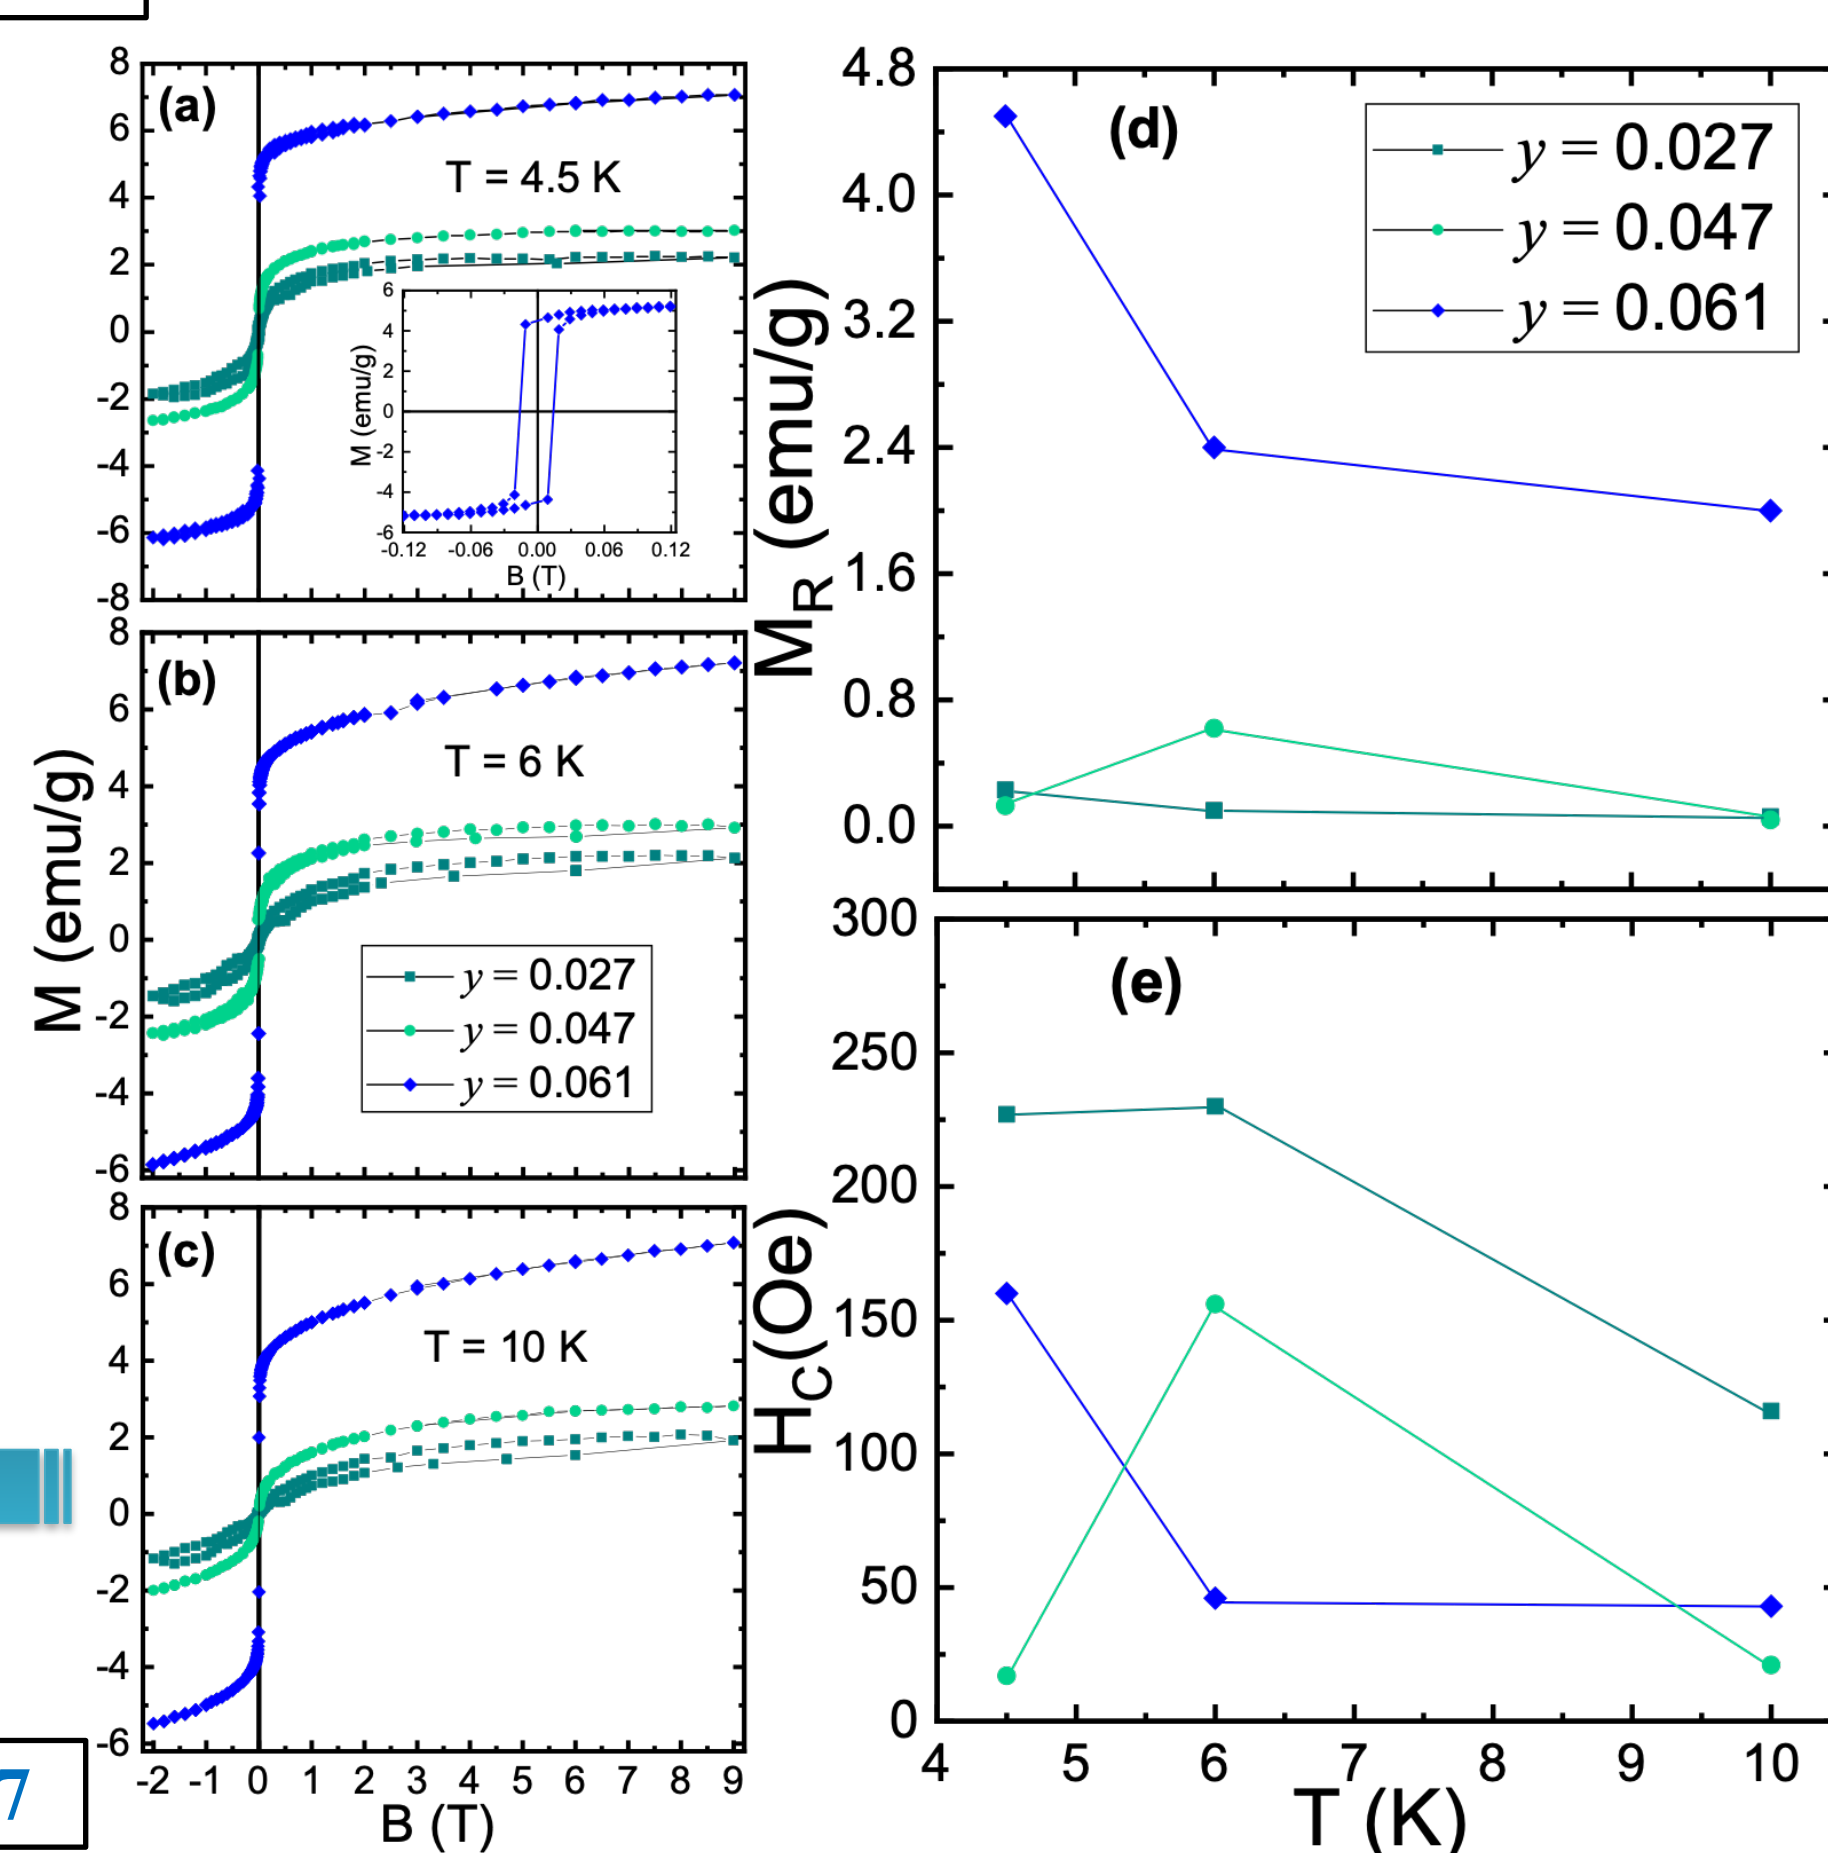 (a)
T = 4.5 K
8
6
4
2
0
-2
-4
-6
-8
M (emu/g)
6
4
2
0
-2
-4
-6
-0.12 -0.06 0.00 0.06 0.12
B (T)
(b)
T = 6 K
8
6
4
2
0
-2
-4
-6
y = 0.027
y = 0.047
y = 0.061
M (emu/g)
(c)
T = 10 K
8
6
4
2
0
-2
-4
-6
-2 -1 0 1 2 3 4 5 6 7 8 9
B (T)
(d)
y = 0.027
y = 0.047
y = 0.061
4.8
4.0
3.2
2.4
1.6
0.8
0.0
MR (emu/g)
(e)
300
250
200
150
100
50
0
HC(Oe)
4 5 6 7 8 9 10
T (K)
7